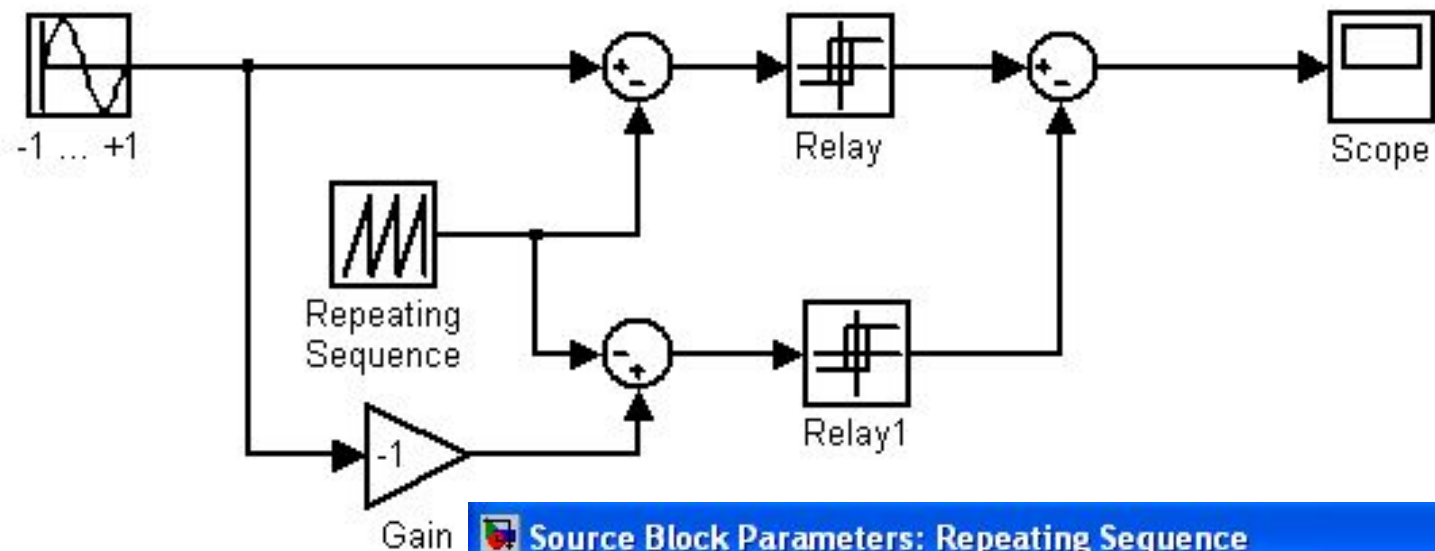 -1 ... +1
Relay
Scope
Repeating
Sequence
Relay1
-1
Gain
Source Block Parameters: Repeating Sequence